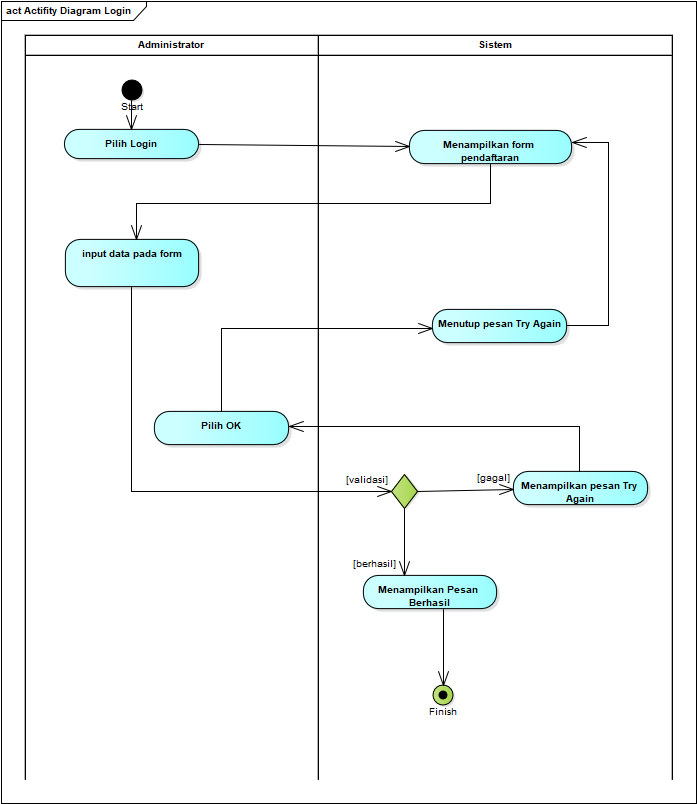 act Actifity Diagram Login
Administrator
Sistem
Start
Pilih Login
Menampilkan form
pendaftaran
input data pada form
Menutup pesan Try Again
Pilih OK
[validasi]
[gagal]
Menampilkan pesan Try
Again
[berhasil]
Menampilkan Pesan
Berhasil
Finish